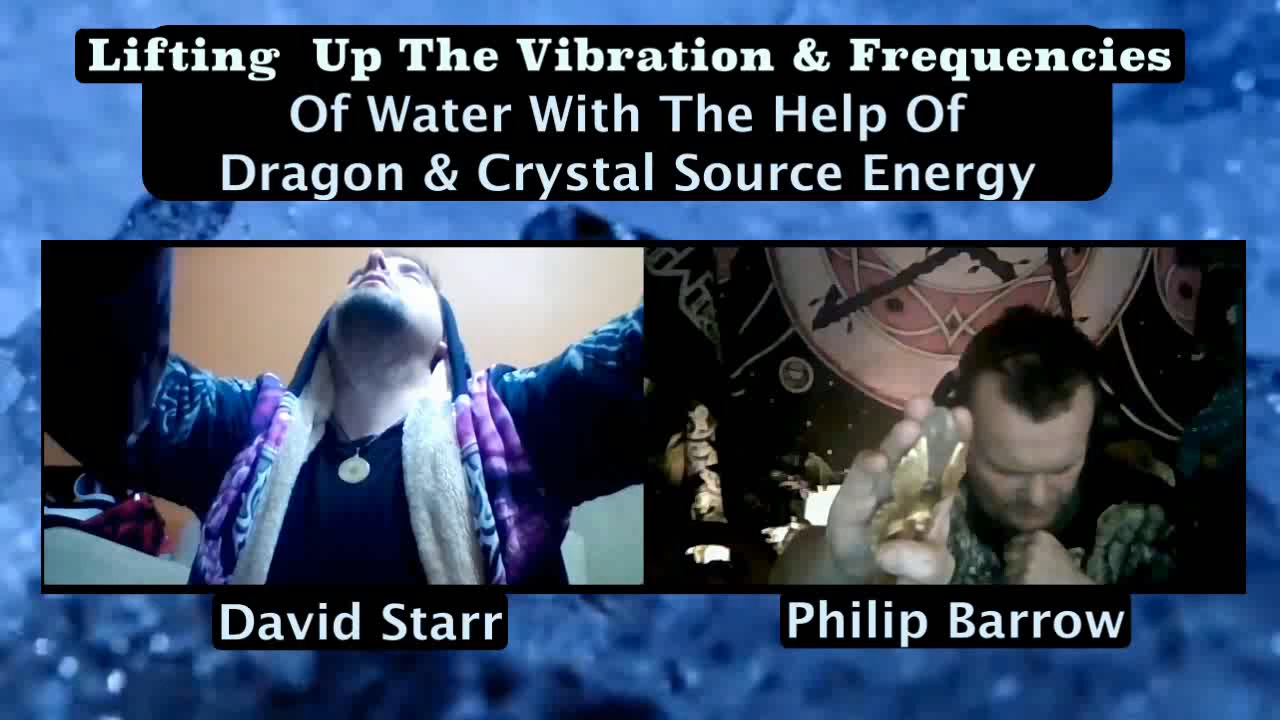 Lifting Up The Vibration & Frequencies
Of Water With The Help Of
Dragon & Crystal Source Energy
David Starr
Philip Barrow